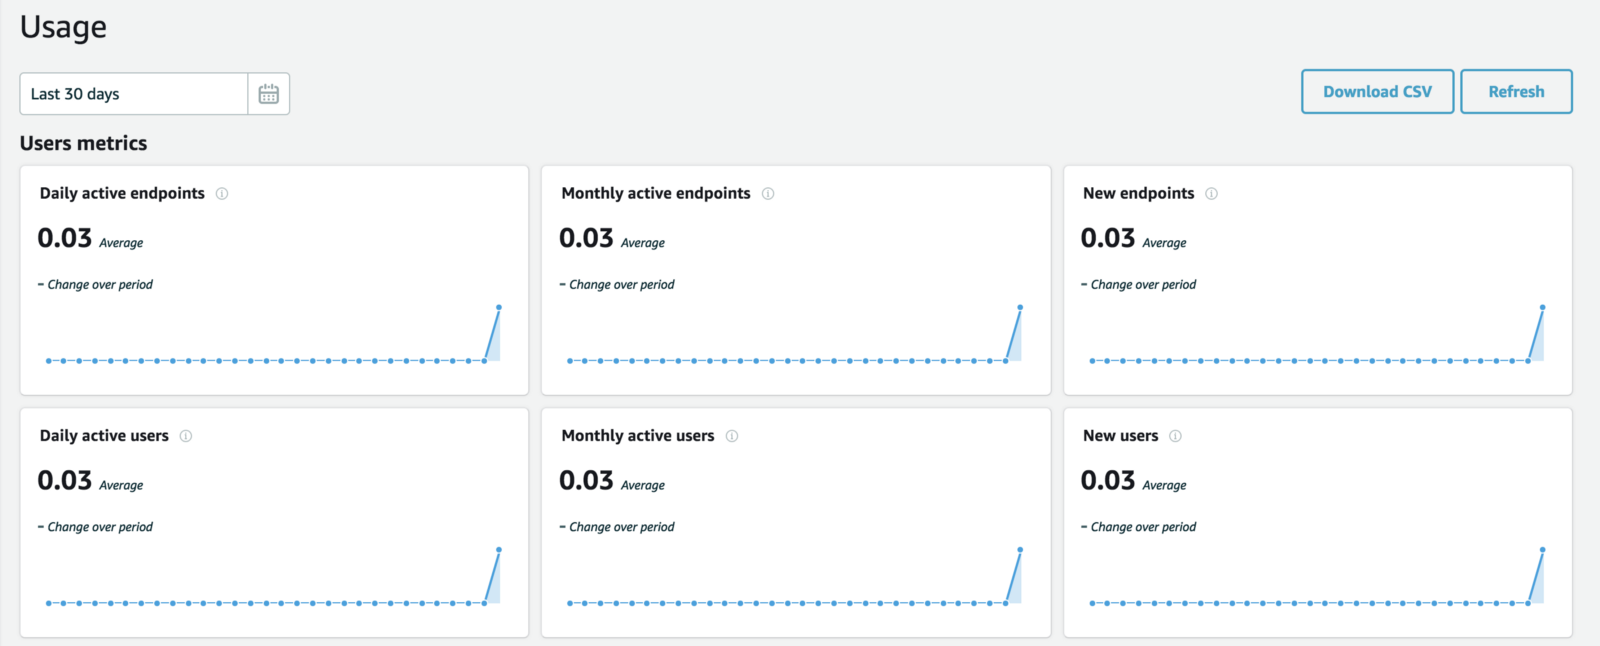 Usage
Last 30 days
Download CSV
Refresh
Users metrics
Daily active endpoints
0.03 Average
- Change over period
Monthly active endpoints
0.03 Average
- Change over period
New endpoints
0.03 Average
- Change over period
Daily active users
0.03 Average
- Change over period
Monthly active users
0.03 Average
- Change over period
New users
0.03 Average
- Change over period